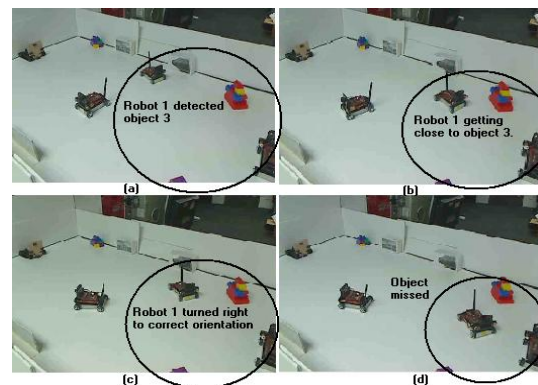 Robot 1 detected
object 3
(a)
Robot 1 getting
close to object 3.
(b)
Robot 1 turned right
to correct orientation
(c)
Object
missed
(d)